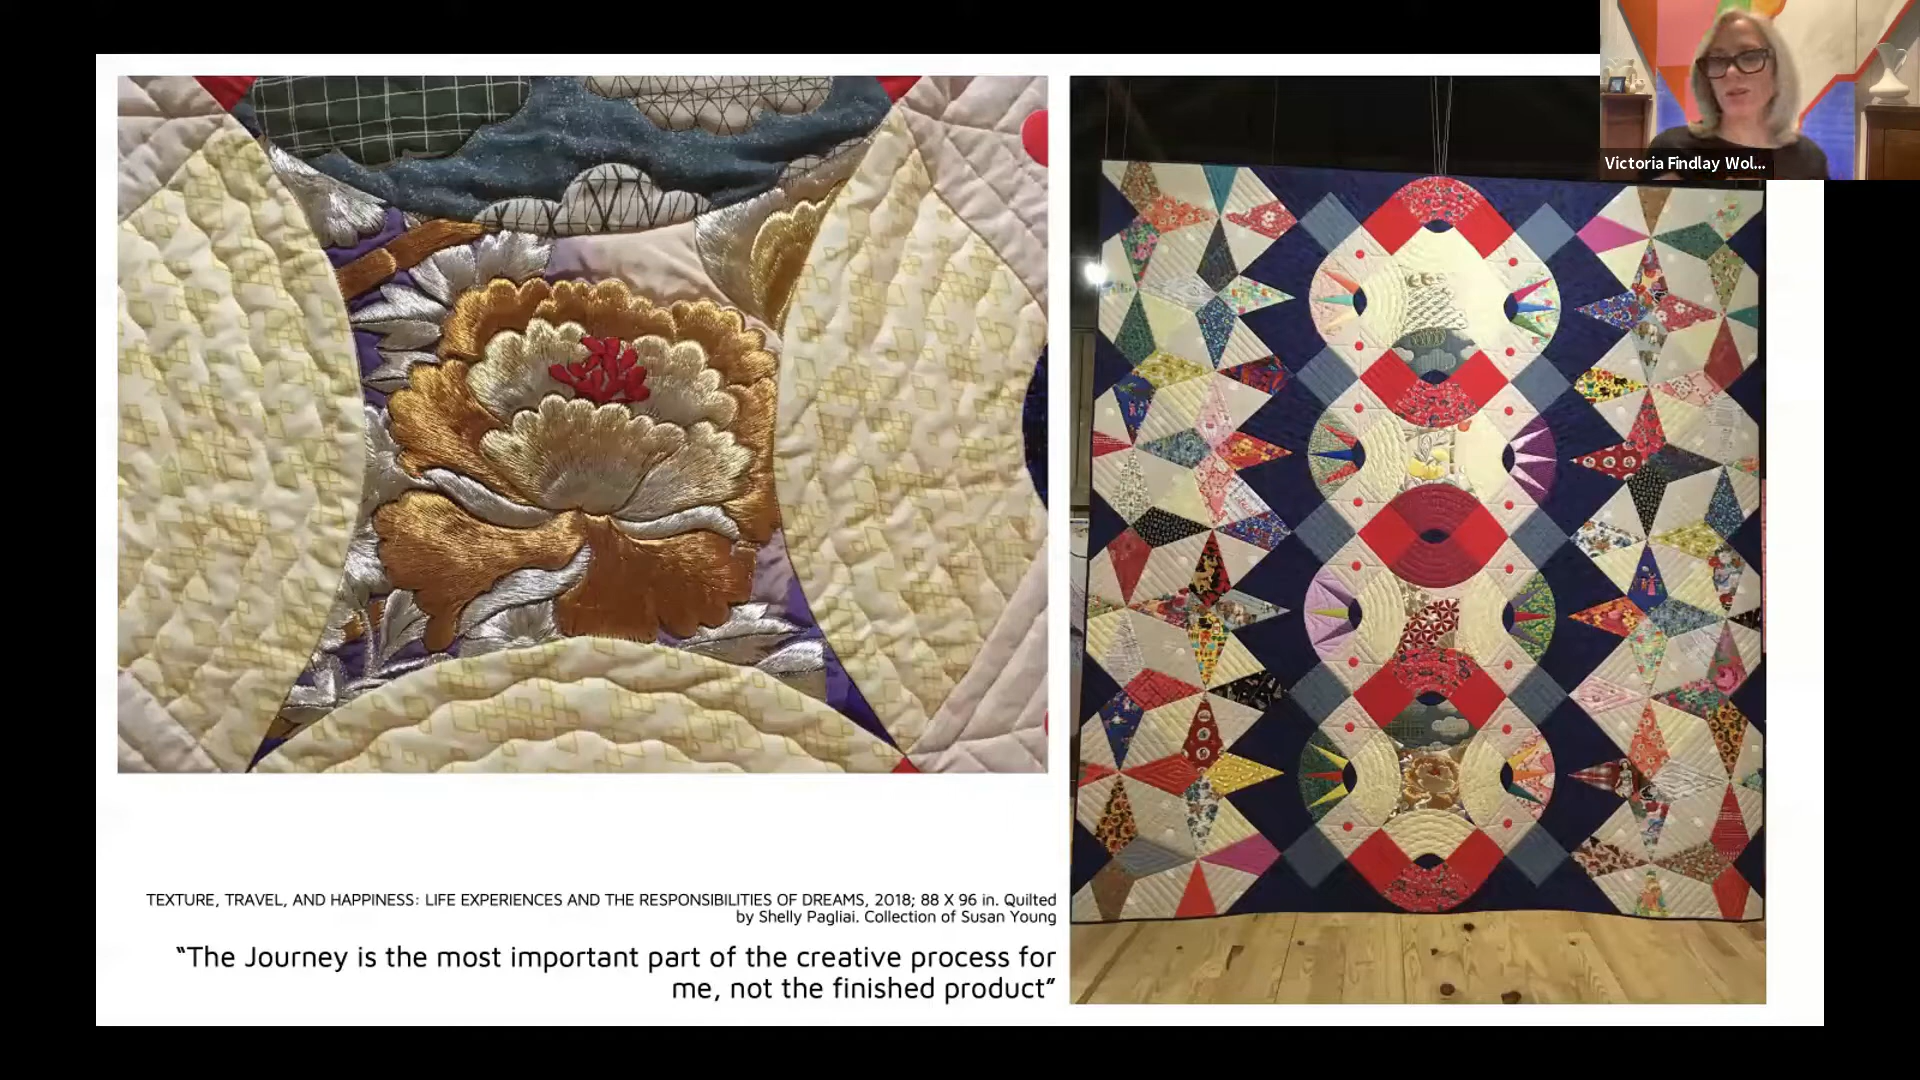 Victoria Findlay Wol...
TEXTURE, TRAVEL, AND HAPPINESS: LIFE EXPERIENCES AND THE RESPONSIBILITIES OF DREAMS, 2018; 88 X 96 in. Quilted
by Shelly Pagliai. Collection of Susan Young
“The Journey is the most important part of the creative process for
me, not the finished product”